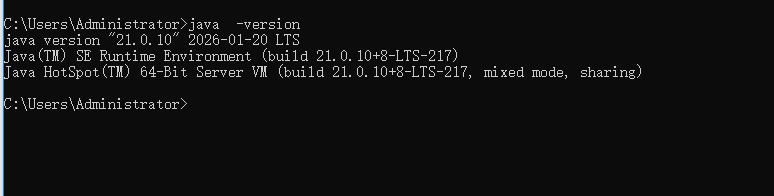 C:\Users\Administrator>java  -version
java version "21.0.10" 2026-01-20 LTS
Java(TM) SE Runtime Environment (build 21.0.10+8-LTS-217)
Java HotSpot(TM) 64-Bit Server VM (build 21.0.10+8-LTS-217, mixed mode, sharing)
C:\Users\Administrator>